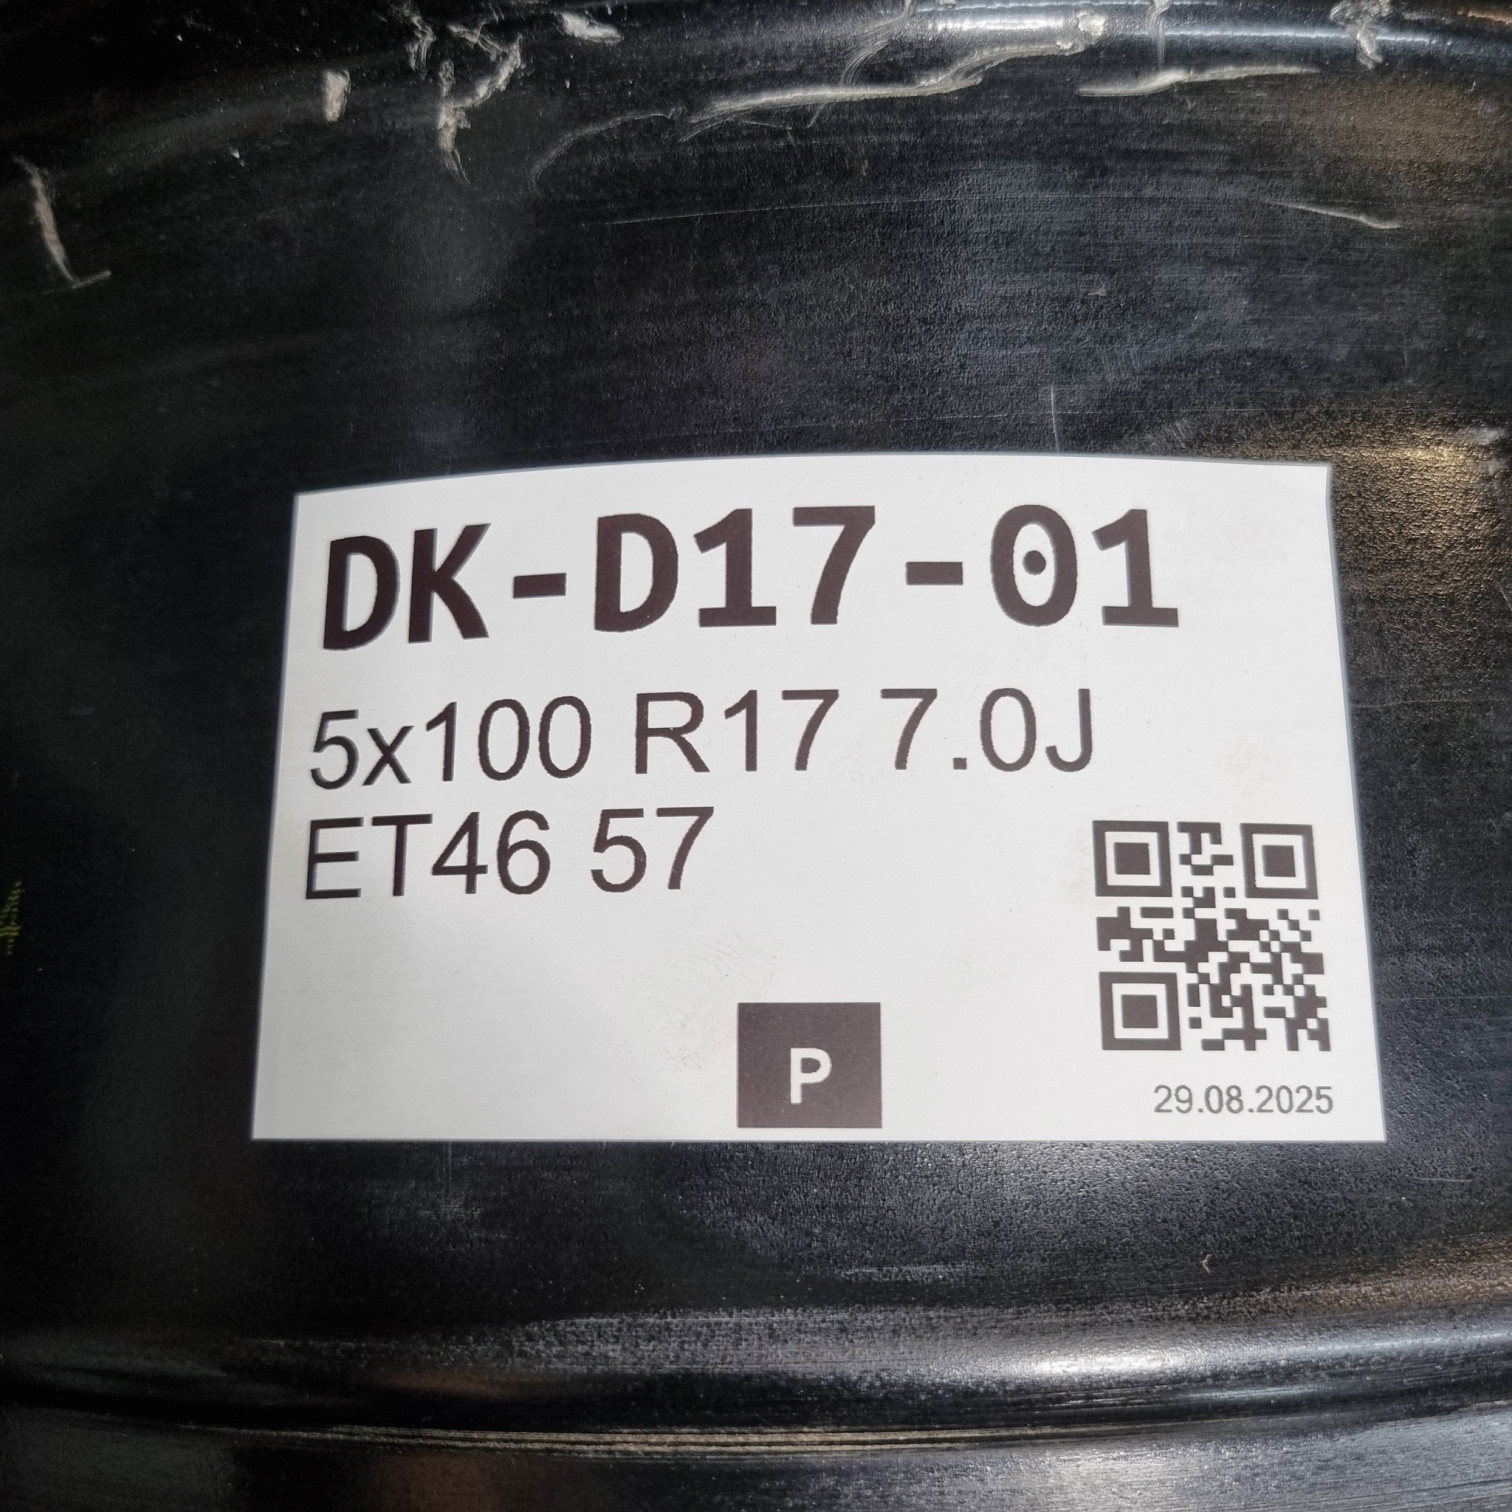 DK-D17-01
5x100 R17 7.0J
ET46 57
P
29.08.2025